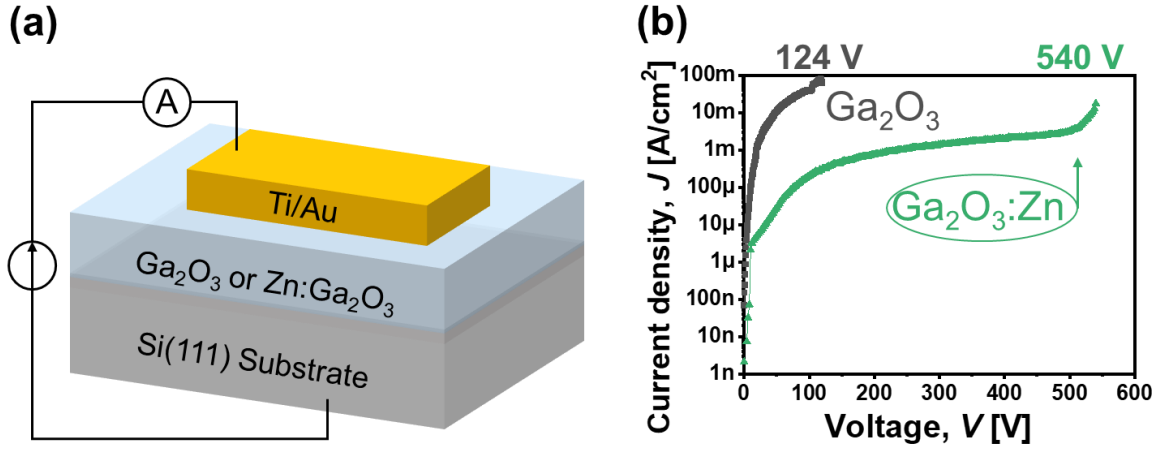 (a)
A
Ti/Au
Ga₂O₃ or Zn:Ga₂O₃
Si(111) Substrate
(b)
124 V
540 V
Ga₂O₃
Ga₂O₃:Zn
Current density, J [A/cm²]
100m
10m
1m
100µ
10µ
1µ
100n
10n
1n
0 100 200 300 400 500 600
Voltage, V [V]